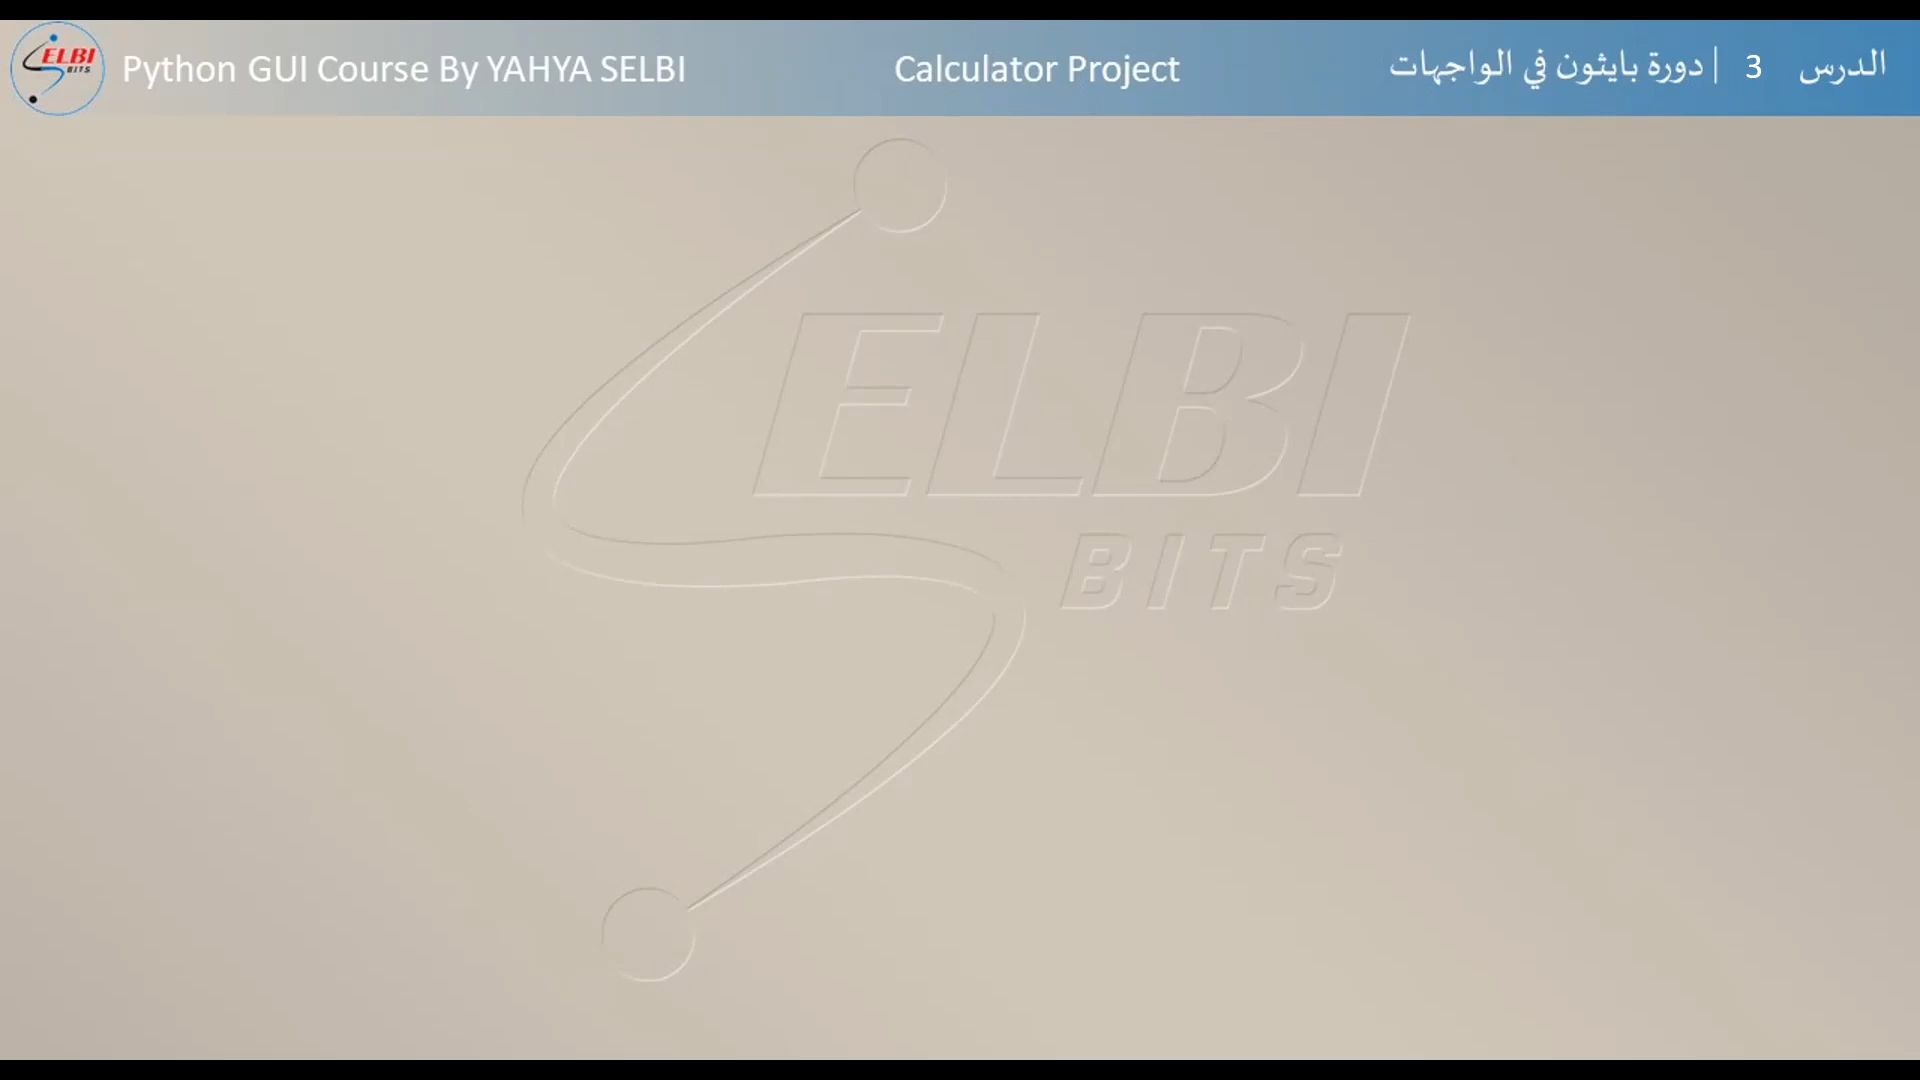 ELBI
BITS
Python GUI Course By YAHYA SELBI
Calculator Project
الدرس 3 | دورة بايثون في الواجهات
ELBI
BITS